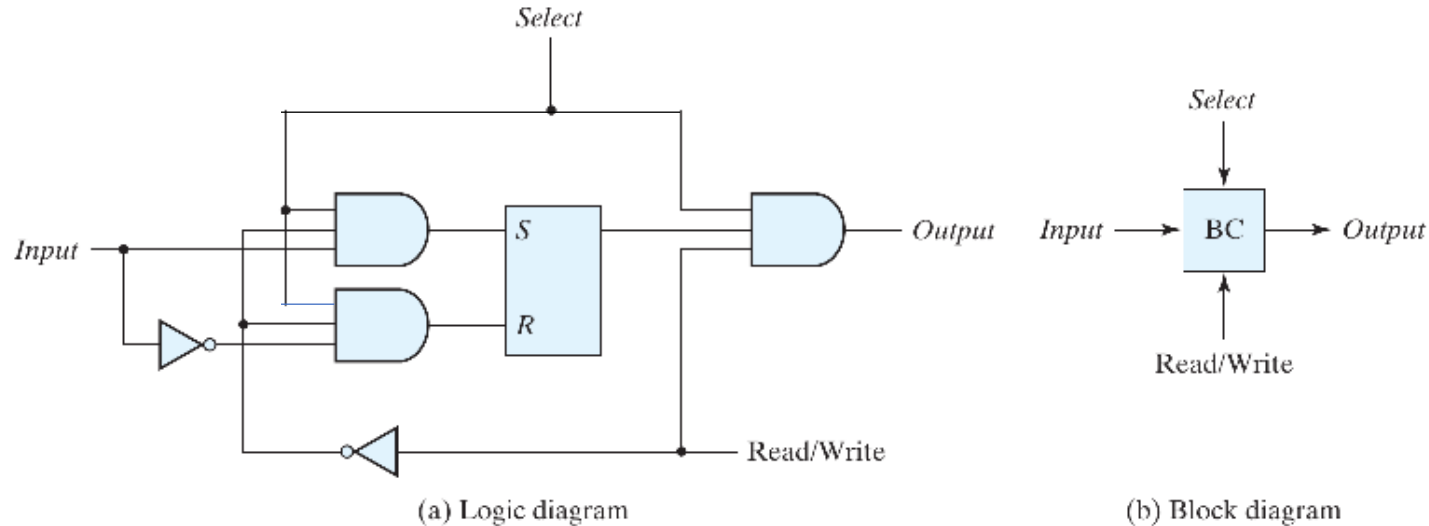 Select
Select
Input
S
R
Output
Input
BC
Output
Read/Write
Read/Write
(a) Logic diagram
(b) Block diagram